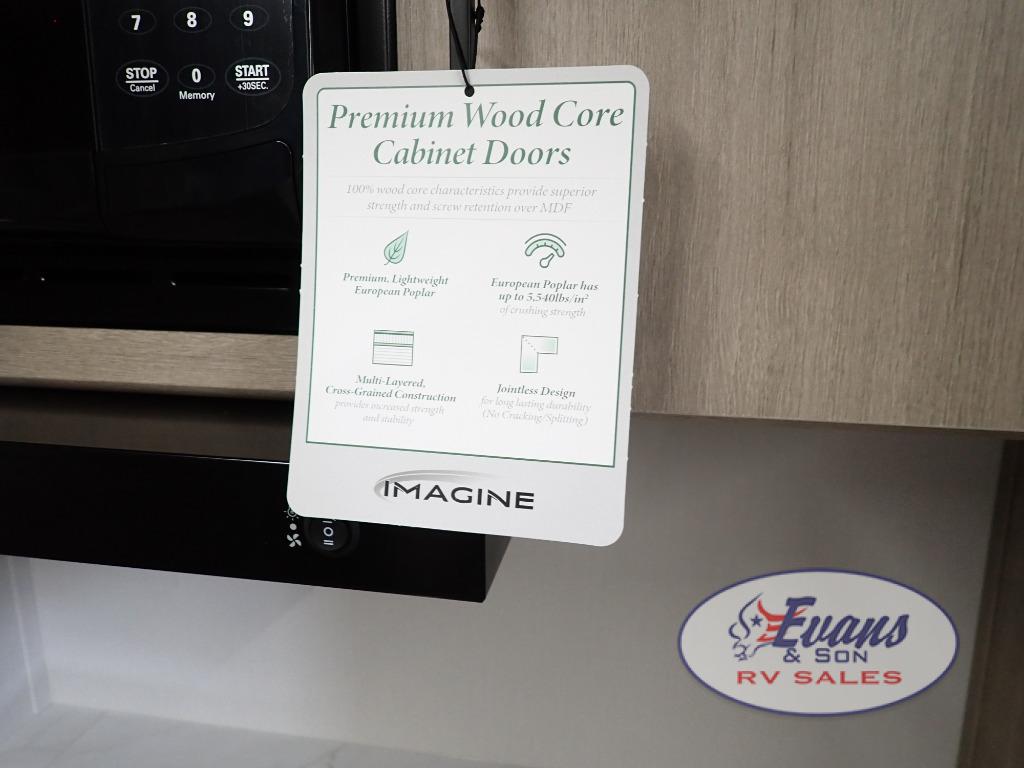 7 8 9
STOP
Cancel
0
Memory
START
+30SEC.
Premium Wood Core
Cabinet Doors
100% wood core characteristics provide superior
strength and screw retention over MDF
Premium, Lightweight
European Poplar
European Poplar has
up to 5,540lbs/in²
of crushing strength
Multi-Layered,
Cross-Grained Construction
provides increased strength
and stability
Jointless Design
for long lasting durability
(No Cracking/Splitting)
IMAGINE
Evans
& Son
RV SALES